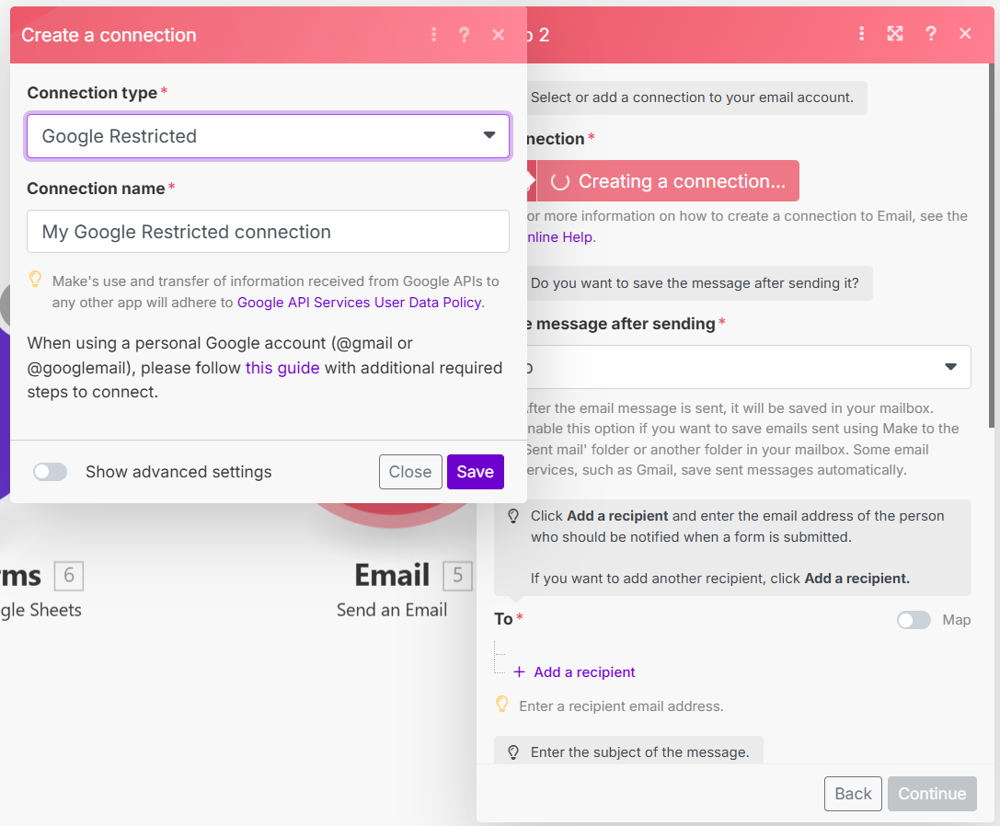 Create a connection
Connection type *
Google Restricted
Connection name *
My Google Restricted connection
Make's use and transfer of information received from Google APIs to
any other app will adhere to Google API Services User Data Policy.
When using a personal Google account (@gmail or
@googlemail), please follow this guide with additional required
steps to connect.
Show advanced settings
Close
Save
2
Select or add a connection to your email account.
nection *
Creating a connection...
or more information on how to create a connection to Email, see the
nline Help.
Do you want to save the message after sending it?
e message after sending *
fter the email message is sent, it will be saved in your mailbox.
nable this option if you want to save emails sent using Make to the
Sent mail' folder or another folder in your mailbox. Some email
ervices, such as Gmail, save sent messages automatically.
Click Add a recipient and enter the email address of the person
who should be notified when a form is submitted.
If you want to add another recipient, click Add a recipient.
To *
Map
+ Add a recipient
Enter a recipient email address.
Enter the subject of the message.
Back
Continue
rms 6
gle Sheets
Email 5
Send an Email